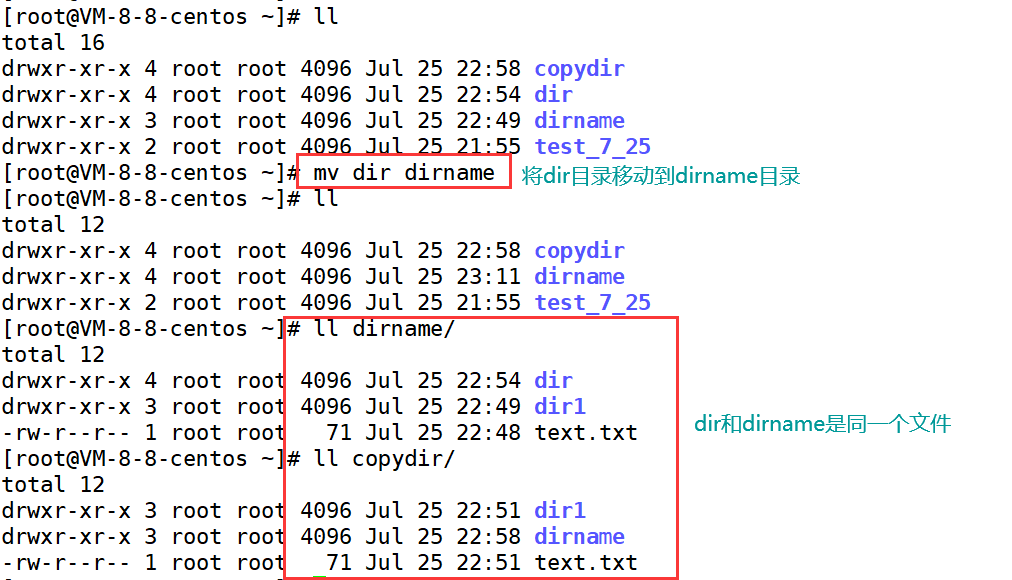 [root@VM-8-8-centos ~]# ll
total 16
drwxr-xr-x 4 root root 4096 Jul 25 22:58 copydir
drwxr-xr-x 4 root root 4096 Jul 25 22:54 dir
drwxr-xr-x 3 root root 4096 Jul 25 22:49 dirname
drwxr-xr-x 2 root root 4096 Jul 25 21:55 test_7_25
[root@VM-8-8-centos ~]# mv dir dirname 将dir目录移动到dirname目录
[root@VM-8-8-centos ~]# ll
total 12
drwxr-xr-x 4 root root 4096 Jul 25 22:58 copydir
drwxr-xr-x 4 root root 4096 Jul 25 23:11 dirname
drwxr-xr-x 2 root root 4096 Jul 25 21:55 test_7_25
[root@VM-8-8-centos ~]# ll dirname/
total 12
drwxr-xr-x 4 root root 4096 Jul 25 22:54 dir
drwxr-xr-x 3 root root 4096 Jul 25 22:49 dir1
-rw-r--r-- 1 root root   71 Jul 25 22:48 text.txt
dir和dirname是同一个文件
[root@VM-8-8-centos ~]# ll copydir/
total 12
drwxr-xr-x 3 root root 4096 Jul 25 22:51 dir1
drwxr-xr-x 3 root root 4096 Jul 25 22:58 dirname
-rw-r--r-- 1 root root   71 Jul 25 22:51 text.txt